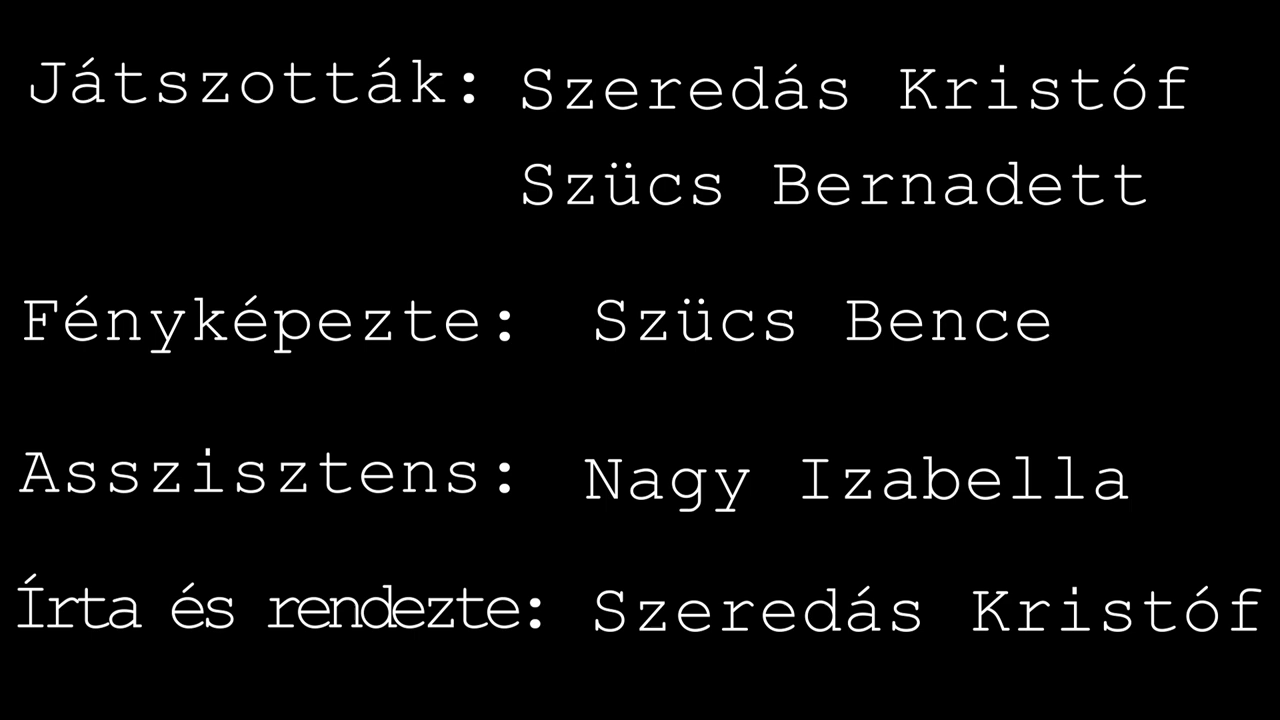 Játszották: Szeredás Kristóf
Szücs Bernadett
Fényképezte: Szücs Bence
Asszisztens: Nagy Izabella
Írta és rendezte: Szeredás Kristóf